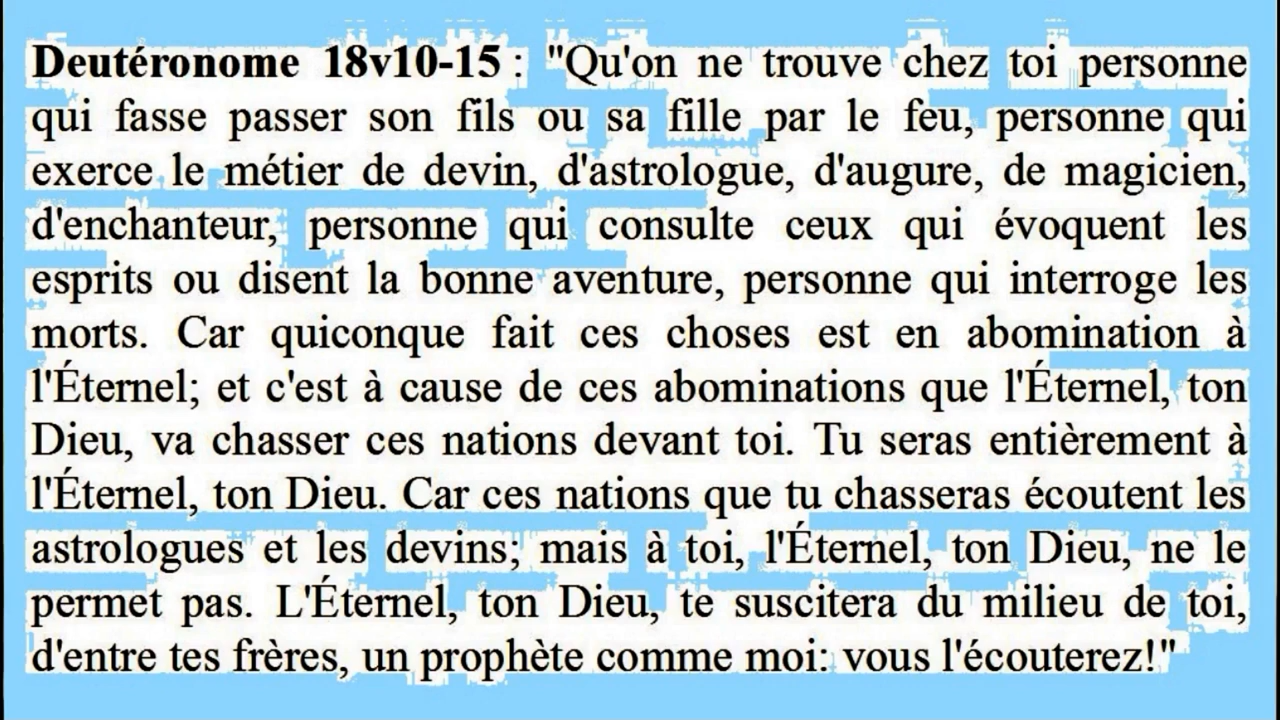 Deutéronome 18v10-15 : "Qu'on ne trouve chez toi personne
qui fasse passer son fils ou sa fille par le feu, personne qui
exerce le métier de devin, d'astrologue, d'augure, de magicien,
d'enchanteur, personne qui consulte ceux qui évoquent les
esprits ou disent la bonne aventure, personne qui interroge les
morts. Car quiconque fait ces choses est en abomination à
l'Éternel; et c'est à cause de ces abominations que l'Éternel, ton
Dieu, va chasser ces nations devant toi. Tu seras entièrement à
l'Éternel, ton Dieu. Car ces nations que tu chasseras écoutent les
astrologues et les devins; mais à toi, l'Éternel, ton Dieu, ne le
permet pas. L'Éternel, ton Dieu, te suscitera du milieu de toi,
d'entre tes frères, un prophète comme moi: vous l'écouterez!"